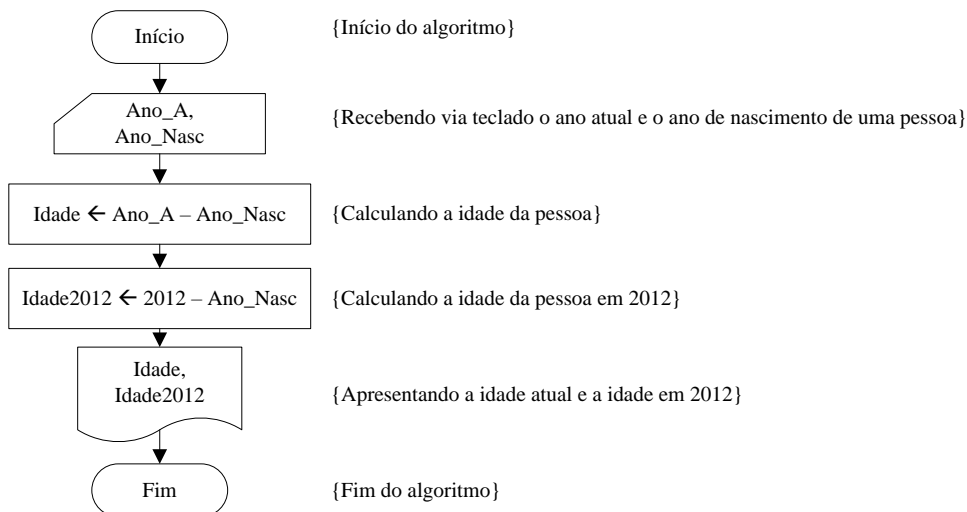 Início
{Início do algoritmo}
Ano_A,
Ano_Nasc
{Recebendo via teclado o ano atual e o ano de nascimento de uma pessoa}
Idade ← Ano_A – Ano_Nasc
{Calculando a idade da pessoa}
Idade2012 ← 2012 – Ano_Nasc
{Calculando a idade da pessoa em 2012}
Idade,
Idade2012
{Apresentando a idade atual e a idade em 2012}
Fim
{Fim do algoritmo}